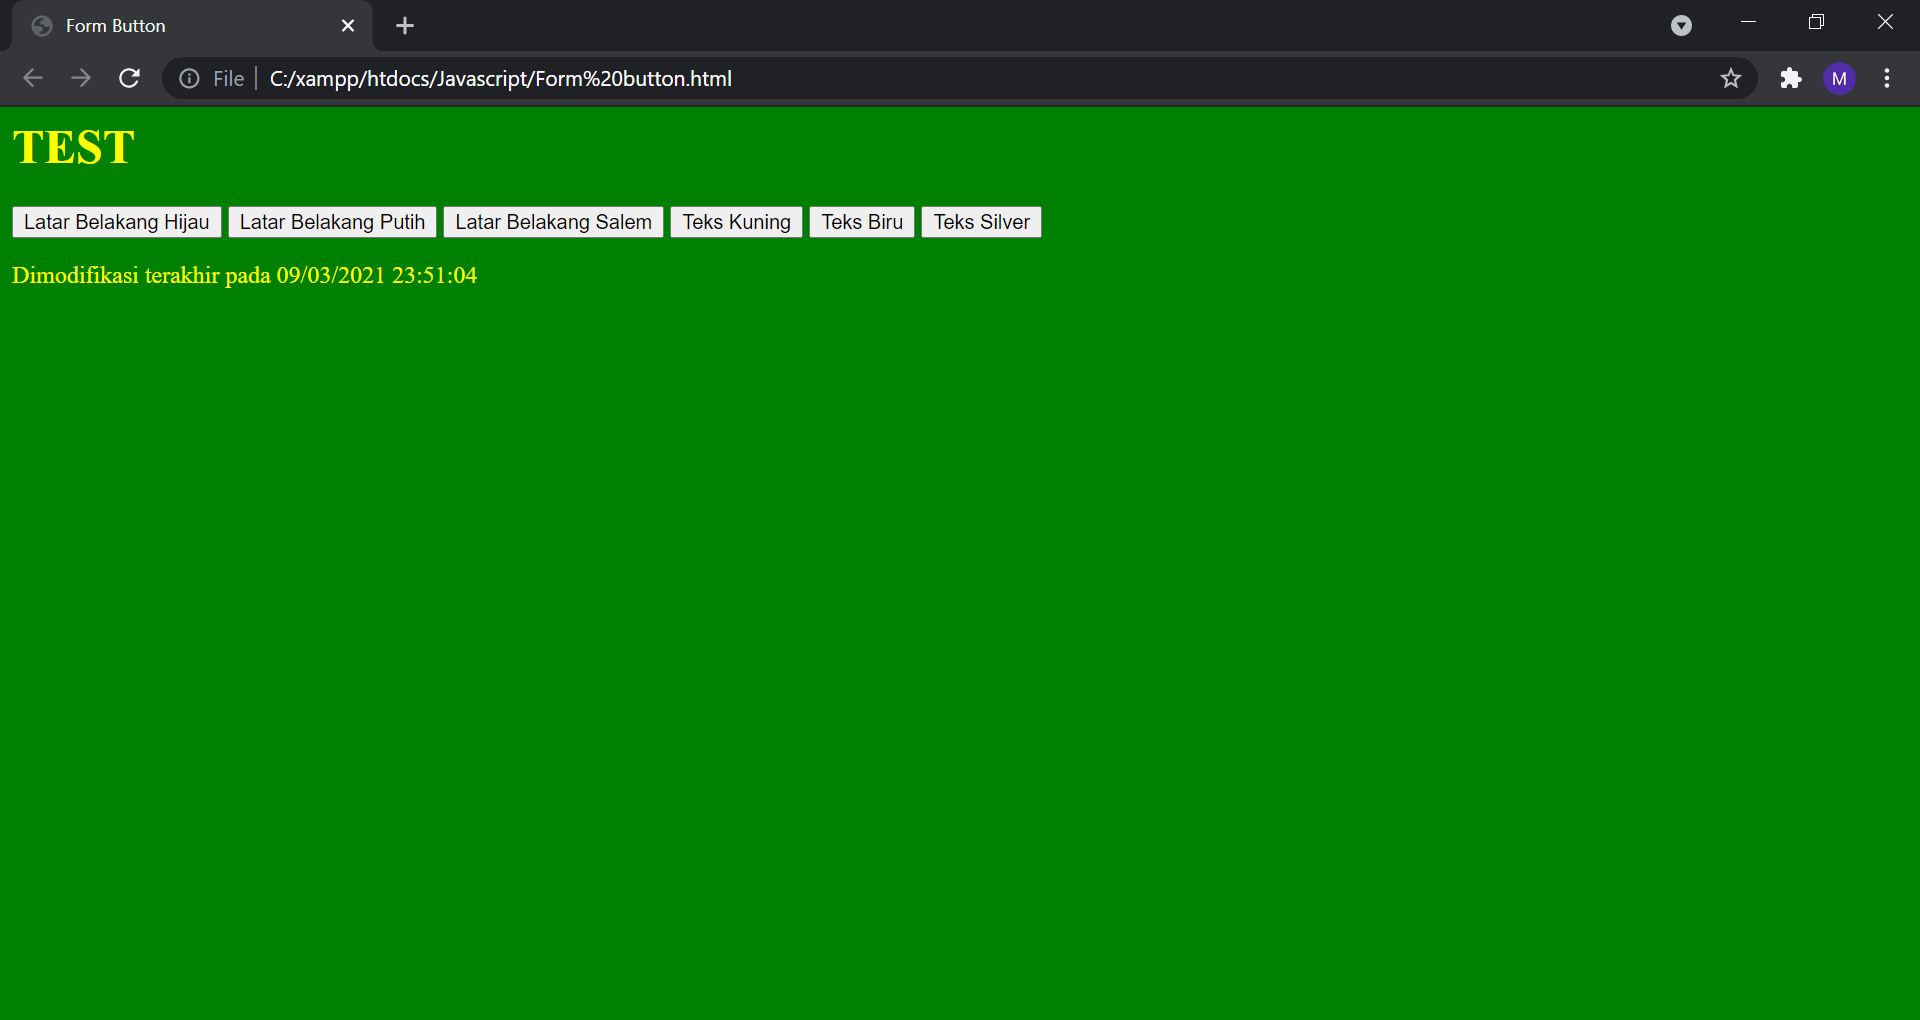 Form Button
File C:/xampp/htdocs/Javascript/Form%20button.html
M
TEST
Latar Belakang Hijau Latar Belakang Putih Latar Belakang Salem Teks Kuning Teks Biru Teks Silver
Dimodifikasi terakhir pada 09/03/2021 23:51:04